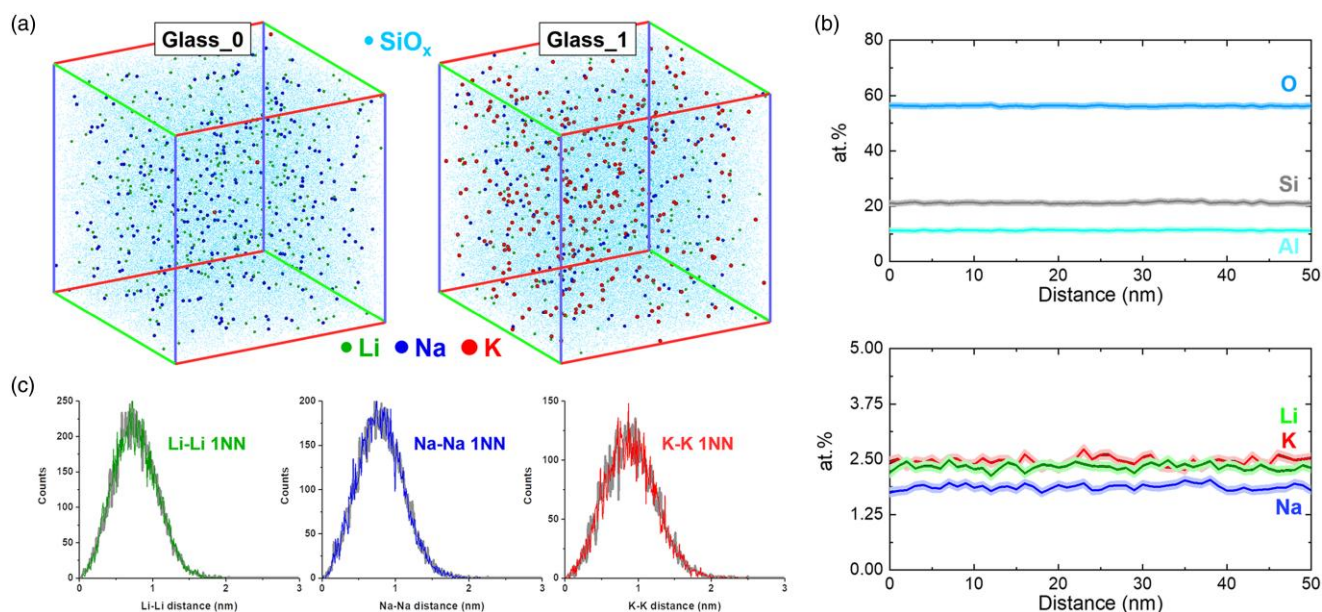 (a)
Glass_0
SiOₓ
Glass_1
Li Na K
(b)
80
60
40
20
0
at.%
O
Si
Al
0 10 20 30 40 50
Distance (nm)
5.00
3.75
2.50
1.25
0.00
at.%
Li
K
Na
0 10 20 30 40 50
Distance (nm)
(c)
250
200
150
100
50
0
Counts
Li-Li 1NN
0 1 2 3
Li-Li distance (nm)
200
150
100
50
0
Counts
Na-Na 1NN
0 1 2 3
Na-Na distance (nm)
150
100
50
0
Counts
K-K 1NN
0 1 2 3
K-K distance (nm)